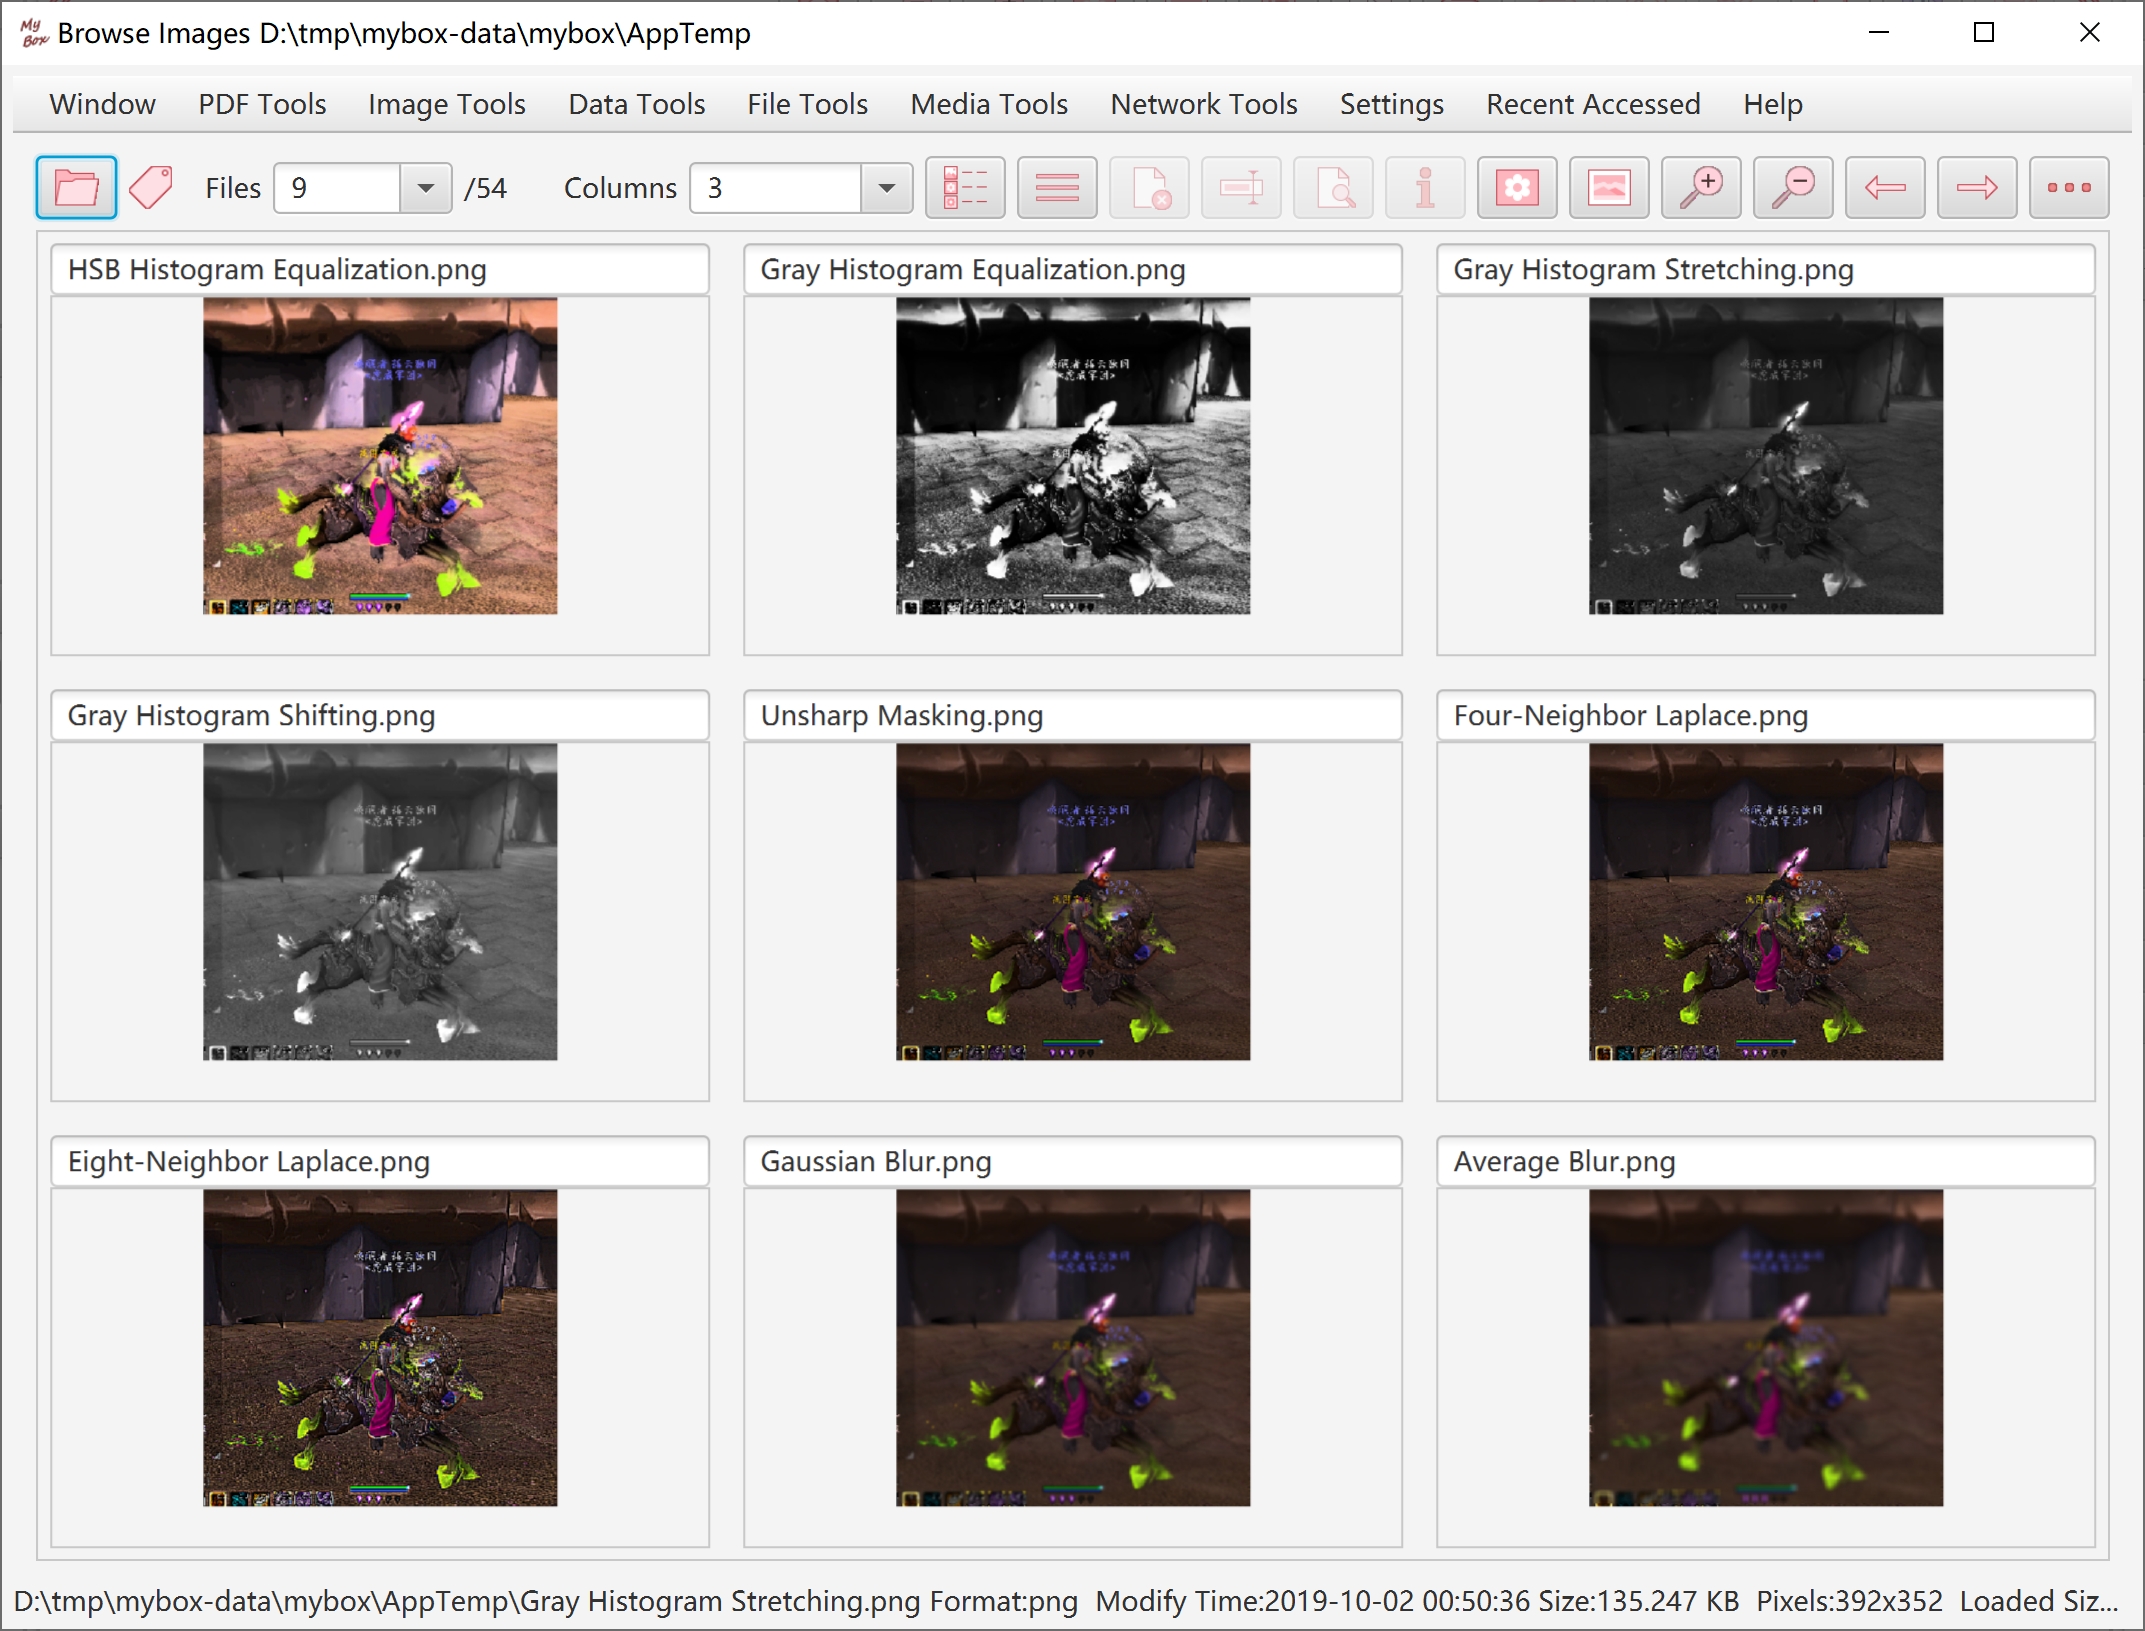 My Box Browse Images D:\tmp\mybox-data\mybox\AppTemp
Window PDF Tools Image Tools Data Tools File Tools Media Tools Network Tools Settings Recent Accessed Help
Files 9 /54 Columns 3
HSB Histogram Equalization.png Gray Histogram Equalization.png Gray Histogram Stretching.png
Gray Histogram Shifting.png Unsharp Masking.png Four-Neighbor Laplace.png
Eight-Neighbor Laplace.png Gaussian Blur.png Average Blur.png
D:\tmp\mybox-data\mybox\AppTemp\Gray Histogram Stretching.png Format:png Modify Time:2019-10-02 00:50:36 Size:135.247 KB Pixels:392x352 Loaded Siz...